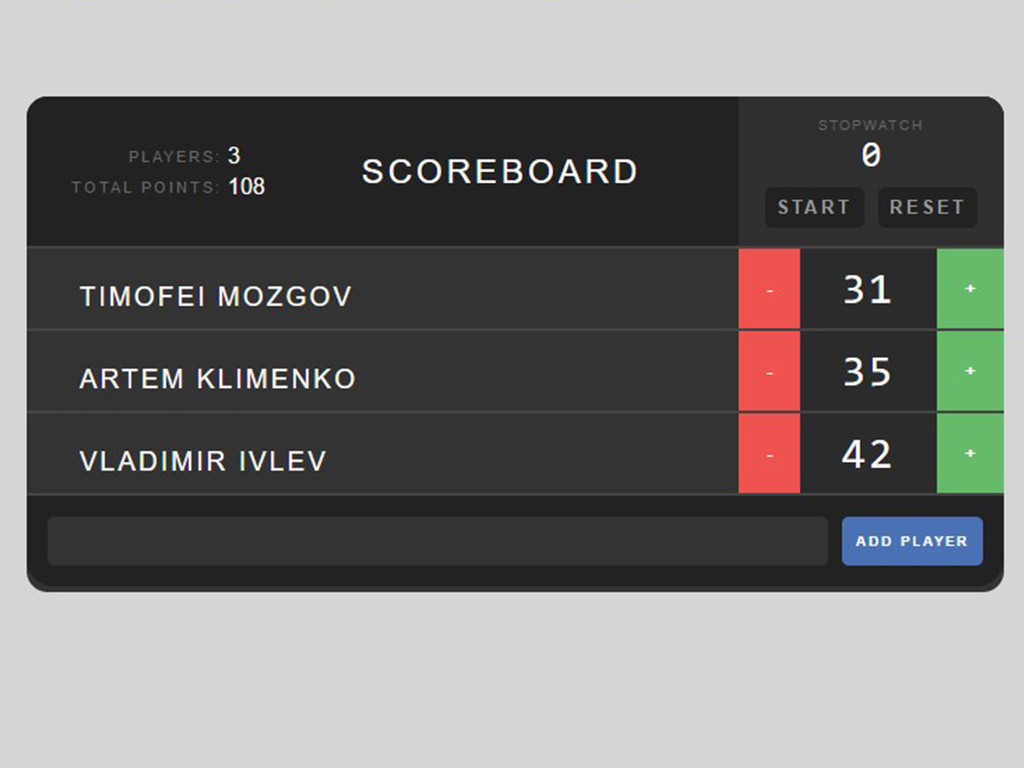 PLAYERS: 3
TOTAL POINTS: 108
SCOREBOARD
STOPWATCH
0
START RESET
TIMOFEI MOZGOV - 31 +
ARTEM KLIMENKO - 35 +
VLADIMIR IVLEV - 42 +
ADD PLAYER